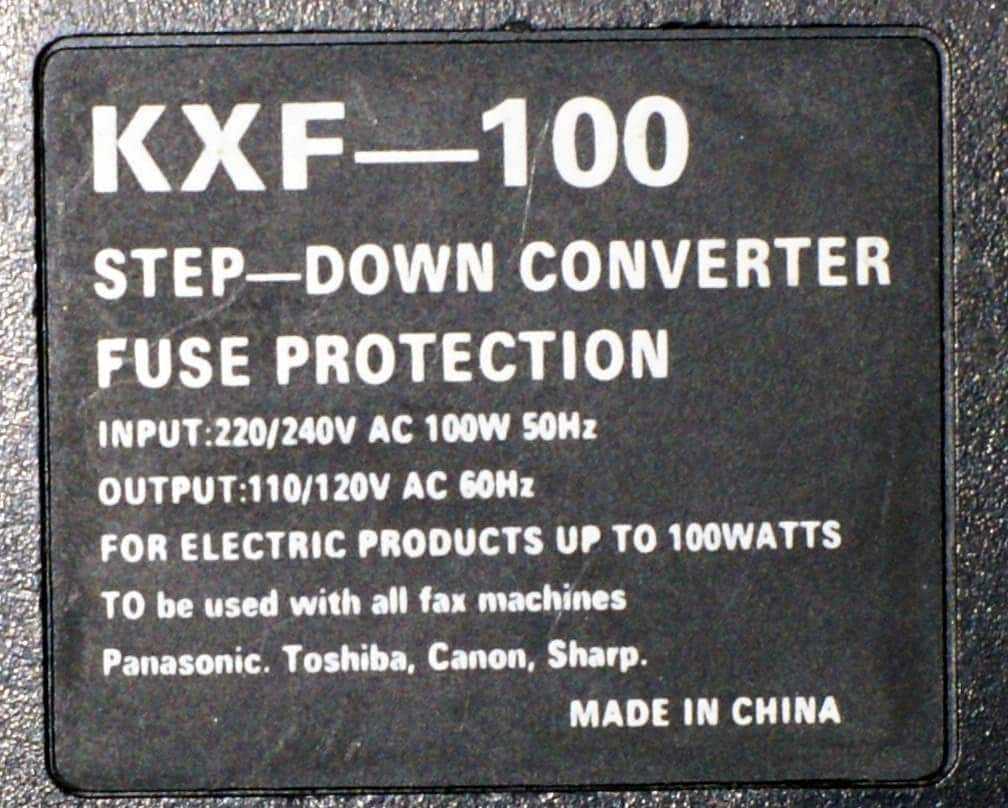 KXF—100
STEP—DOWN CONVERTER
FUSE PROTECTION
INPUT:220/240V AC 100W 50Hz
OUTPUT:110/120V AC 60Hz
FOR ELECTRIC PRODUCTS UP TO 100WATTS
TO be used with all fax machines
Panasonic. Toshiba, Canon, Sharp.
MADE IN CHINA